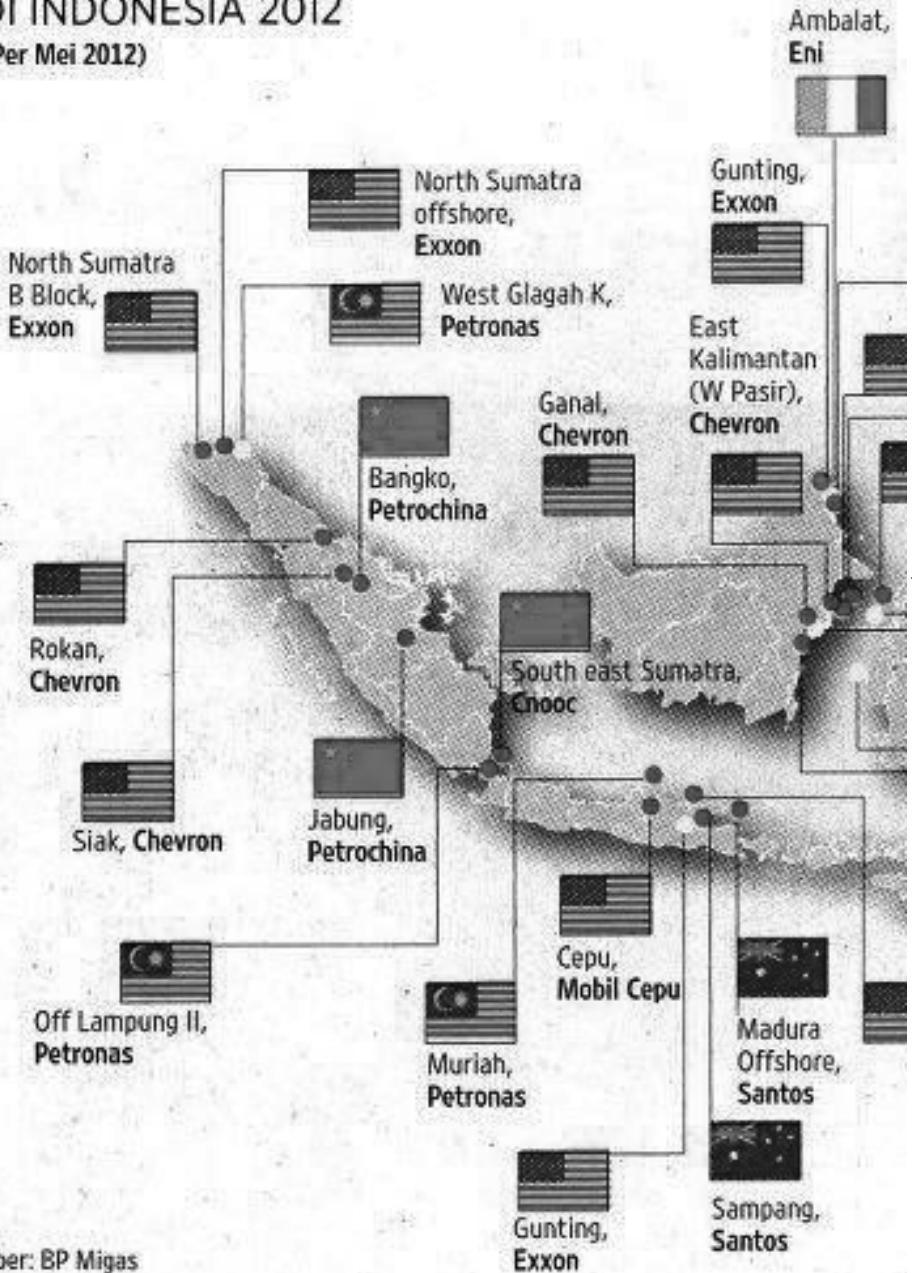 DI INDONESIA 2012
Per Mei 2012)
Ambalat,
Eni
North Sumatra
offshore,
Exxon
Gunting,
Exxon
North Sumatra
B Block,
Exxon
West Glagah K,
Petronas
East
Kalimantan
(W Pasir),
Chevron
Ganal,
Chevron
Bangko,
Petrochina
Rokan,
Chevron
South east Sumatra,
Cnooc
Siak, Chevron
Jabung,
Petrochina
Off Lampung II,
Petronas
Cepu,
Mobil Cepu
Muriah,
Petronas
Madura
Offshore,
Santos
Gunting,
Exxon
Sampang,
Santos
ber: BP Migas